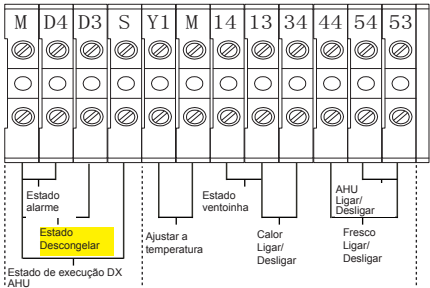 M D4 D3 S Y1 M 14 13 34 44 54 53
Estado
alarme
Estado
Descongelar
Estado de execução DX
AHU
Ajustar a
temperatura
Estado
ventoinha
Calor
Ligar/
Desligar
AHU
Ligar/
Desligar
Fresco
Ligar/
Desligar